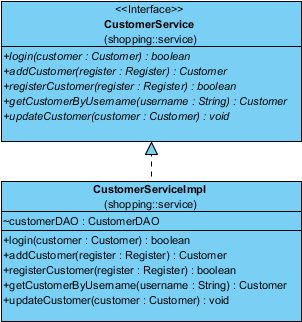 <<Interface>>
CustomerService
(shopping::service)
+login(customer : Customer) : boolean
+addCustomer(register : Register) : Customer
+registerCustomer(register : Register) : boolean
+getCustomerByUsername(username : String) : Customer
+updateCustomer(customer : Customer) : void
CustomerServiceImpl
(shopping::service)
~customerDAO : CustomerDAO
+login(customer : Customer) : boolean
+addCustomer(register : Register) : Customer
+registerCustomer(register : Register) : boolean
+getCustomerByUsername(username : String) : Customer
+updateCustomer(customer : Customer) : void